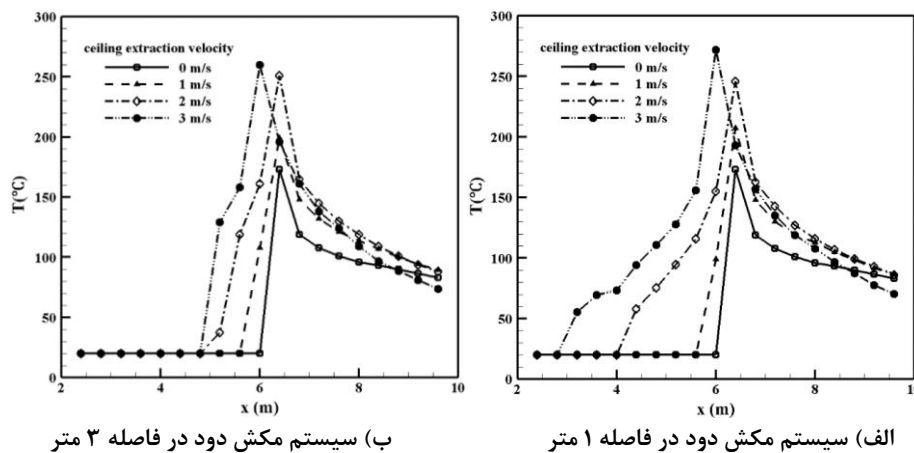 300
250
200
150
100
50
0
T(°C)
ceiling extraction velocity
0 m/s
1 m/s
2 m/s
3 m/s
2 4 6 8 10
x (m)
ب) سیستم مکش دود در فاصله ۳ متر
300
250
200
150
100
50
0
T(°C)
ceiling extraction velocity
0 m/s
1 m/s
2 m/s
3 m/s
2 4 6 8 10
x (m)
الف) سیستم مکش دود در فاصله ۱ متر